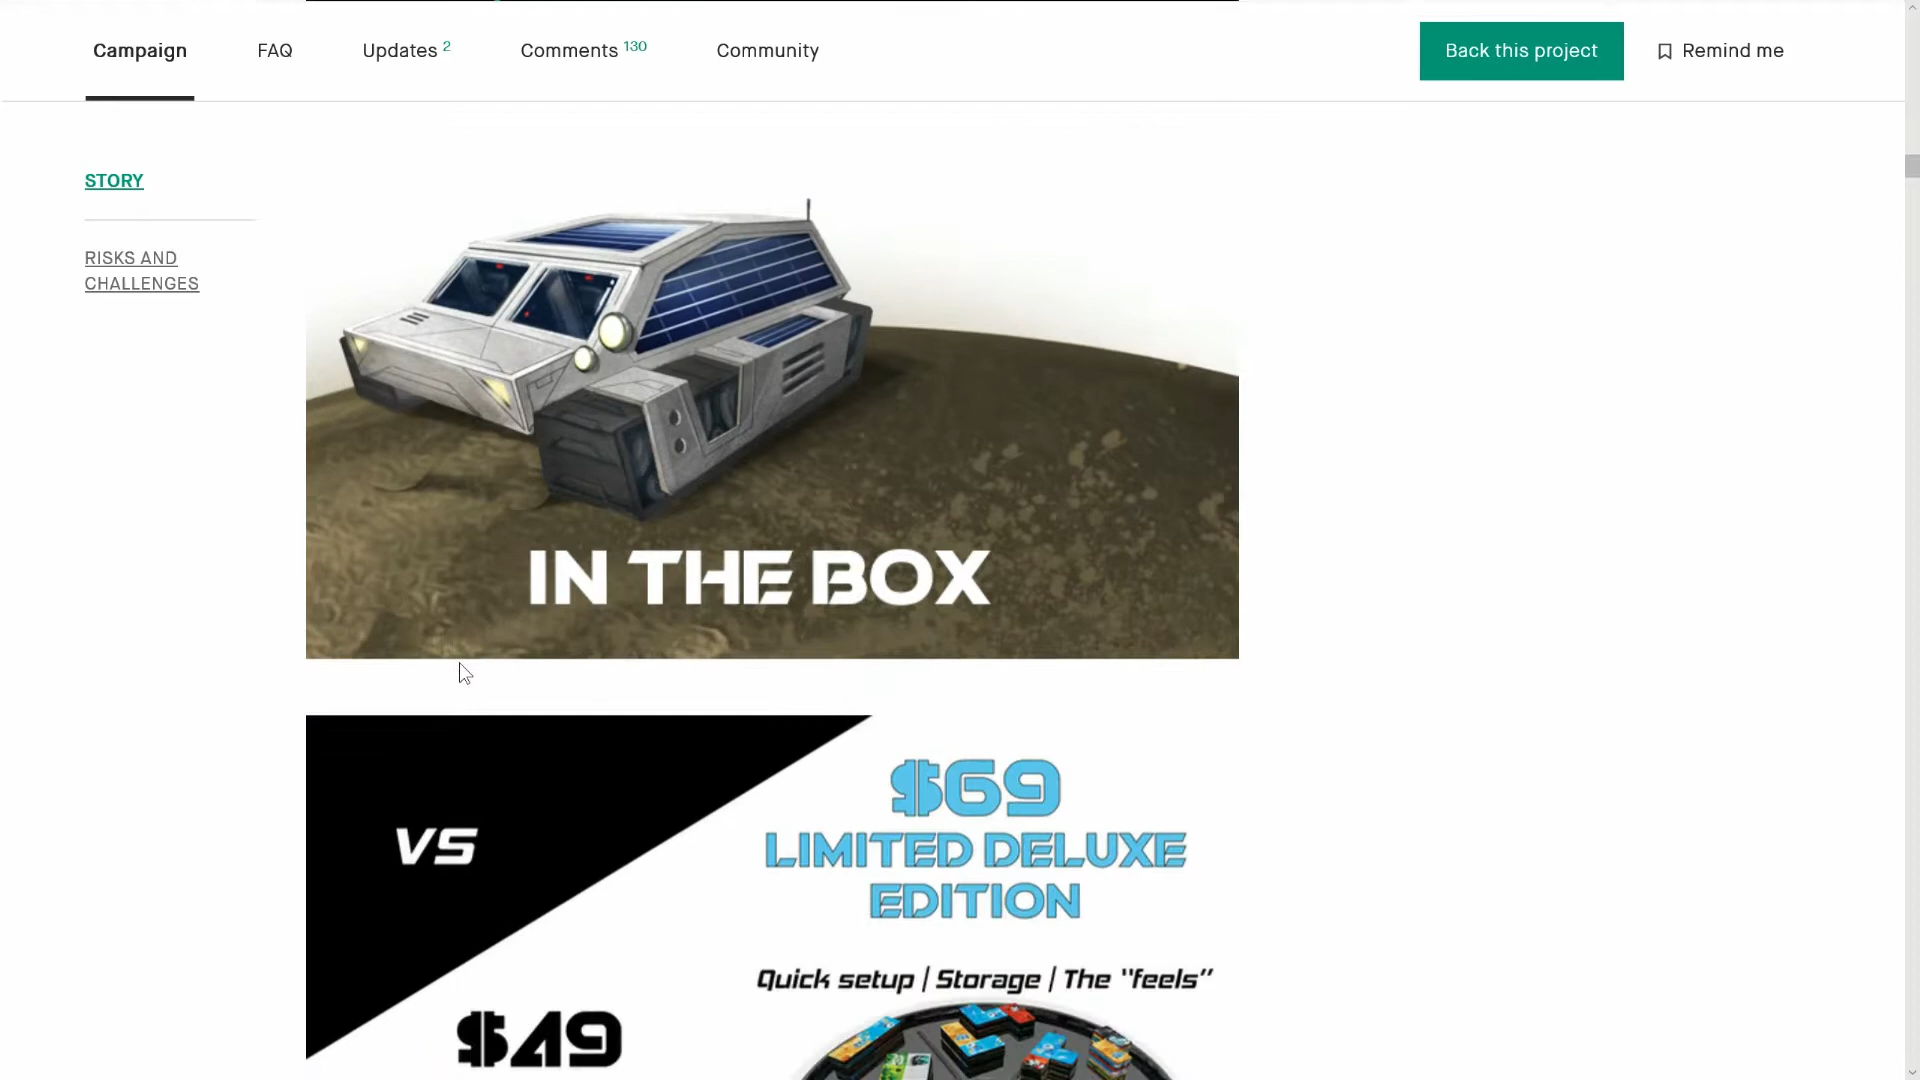 Campaign
FAQ
Updates 2
Comments 130
Community
Back this project
Remind me
STORY
RISKS AND
CHALLENGES
IN THE BOX
VS
$69
LIMITED DELUXE
EDITION
Quick setup | Storage | The "feels"
$49